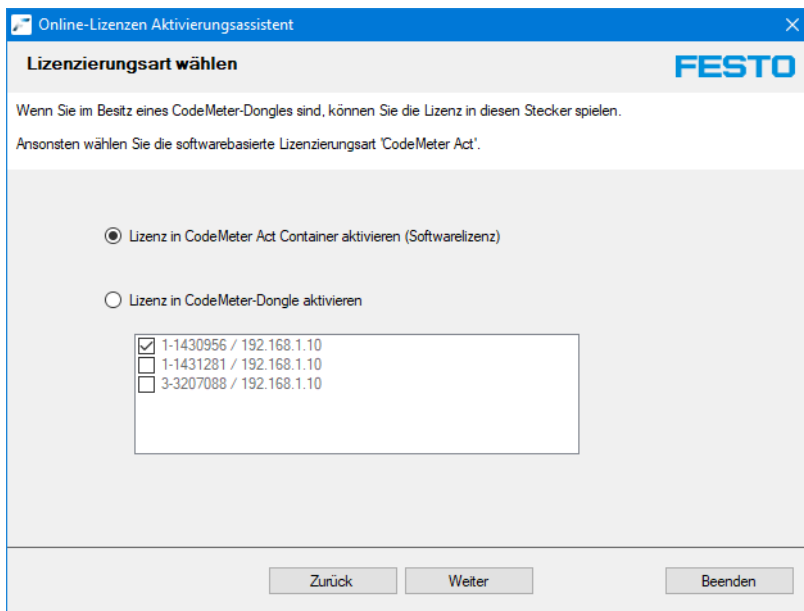 Online-Lizenzen Aktivierungsassistent
Lizenzierungsart wählen
FESTO
Wenn Sie im Besitz eines CodeMeter-Dongles sind, können Sie die Lizenz in diesen Stecker spielen.
Ansonsten wählen Sie die softwarebasierte Lizenzierungsart 'CodeMeter Act'.
Lizenz in CodeMeter Act Container aktivieren (Softwarelizenz)
Lizenz in CodeMeter-Dongle aktivieren
1-1430956 / 192.168.1.10
1-1431281 / 192.168.1.10
3-3207088 / 192.168.1.10
Zurück Weiter Beenden